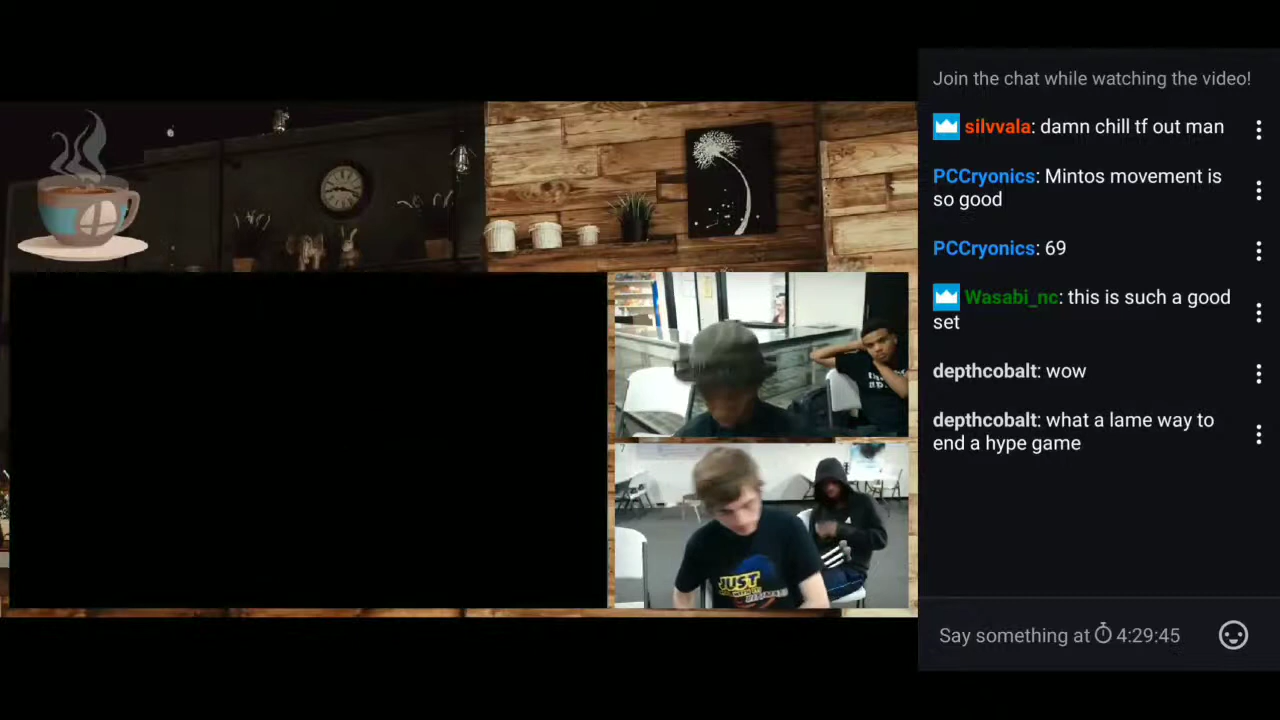 Join the chat while watching the video!
silvvala: damn chill tf out man
PCCryonics: Mintos movement is
so good
PCCryonics: 69
Wasabi_nc: this is such a good
set
depthcobalt: wow
depthcobalt: what a lame way to
end a hype game
JUST
Say something at 4:29:45